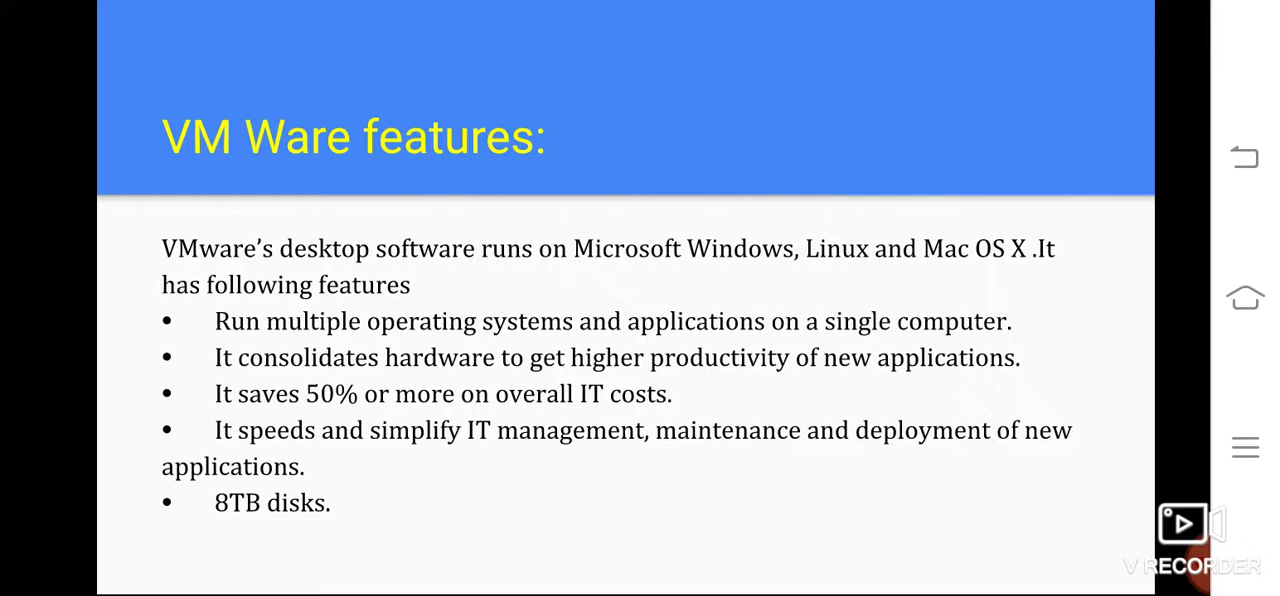 VM Ware features:
VMware’s desktop software runs on Microsoft Windows, Linux and Mac OS X .It
has following features
• Run multiple operating systems and applications on a single computer.
• It consolidates hardware to get higher productivity of new applications.
• It saves 50% or more on overall IT costs.
• It speeds and simplify IT management, maintenance and deployment of new
applications.
• 8TB disks.
V RECORDER